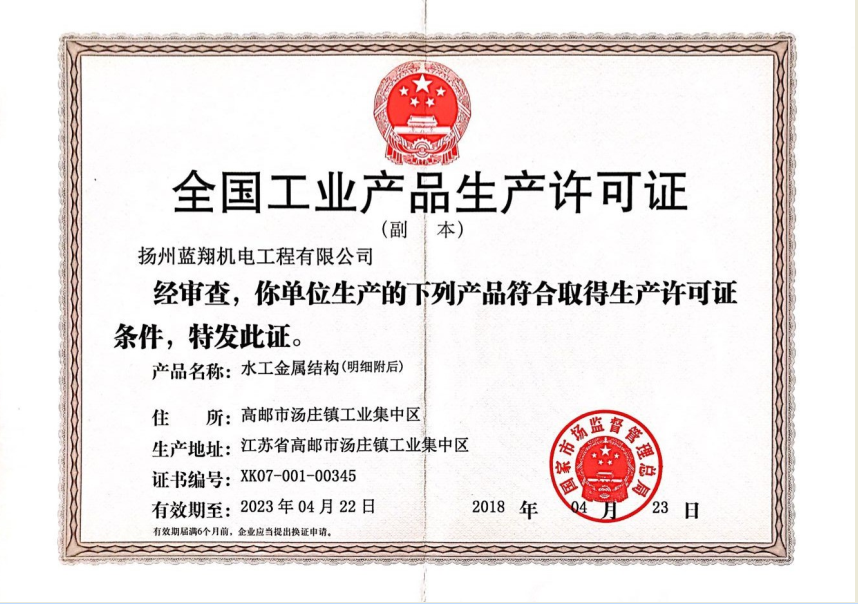 全国工业产品生产许可证
(副 本)
扬州蓝翔机电工程有限公司
经审查，你单位生产的下列产品符合取得生产许可证
条件，特发此证。
产品名称：水工金属结构(明细附后)
住 所：高邮市汤庄镇工业集中区
生产地址：江苏省高邮市汤庄镇工业集中区
证书编号：XK07-001-00345
有效期至：2023 年 04 月 22 日
2018 年 04 月 23 日
有效期届满6个月前，企业应当提出换证申请。
国家市场监督管理总局